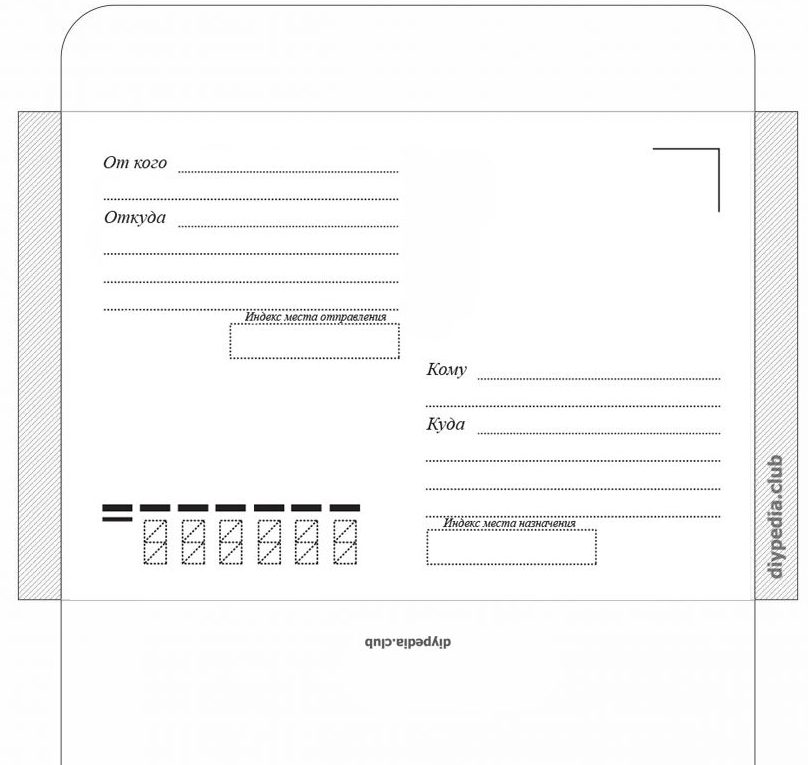 От кого
Откуда
Индекс места отправления
Кому
Куда
Индекс места назначения
diypedia.club
diypedia.club